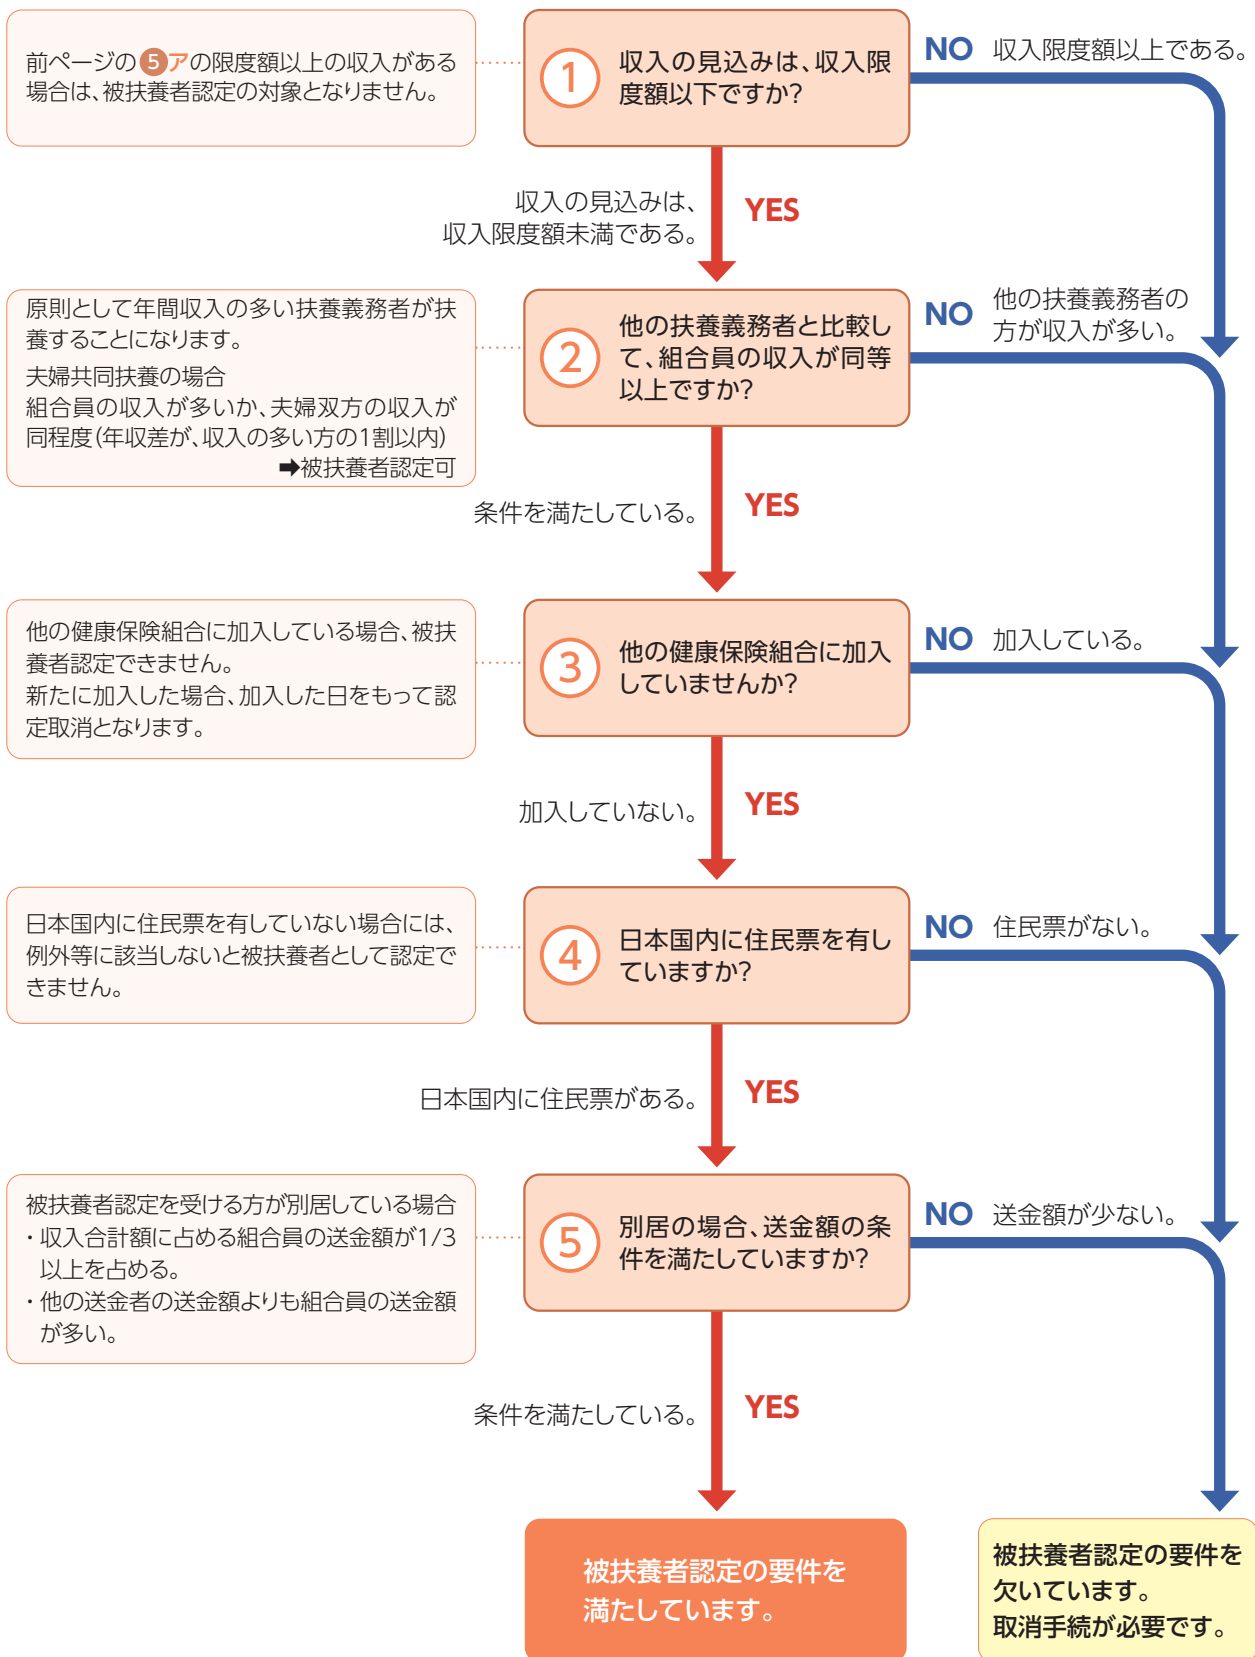 前ページの5アの限度額以上の収入がある
場合は、被扶養者認定の対象となりません。
1
収入の見込みは、収入限
度額以下ですか?
NO 収入限度額以上である。
収入の見込みは、
収入限度額未満である。
YES
原則として年間収入の多い扶養義務者が扶
養することになります。
夫婦共同扶養の場合
組合員の収入が多いか、夫婦双方の収入が
同程度(年収差が、収入の多い方の1割以内)
➡被扶養者認定可
2
他の扶養義務者と比較し
て、組合員の収入が同等
以上ですか?
NO 他の扶養義務者の
方が収入が多い。
条件を満たしている。
YES
他の健康保険組合に加入している場合、被扶
養者認定できません。
新たに加入した場合、加入した日をもって認
定取消となります。
3
他の健康保険組合に加入
していませんか?
NO 加入している。
加入していない。
YES
日本国内に住民票を有していない場合には、
例外等に該当しないと被扶養者として認定で
きません。
4
日本国内に住民票を有し
ていますか?
NO 住民票がない。
日本国内に住民票がある。
YES
被扶養者認定を受ける方が別居している場合
・収入合計額に占める組合員の送金額が1/3
以上を占める。
・他の送金者の送金額よりも組合員の送金額
が多い。
5
別居の場合、送金額の条
件を満たしていますか?
NO 送金額が少ない。
条件を満たしている。
YES
被扶養者認定の要件を
満たしています。
被扶養者認定の要件を
欠いています。
取消手続が必要です。